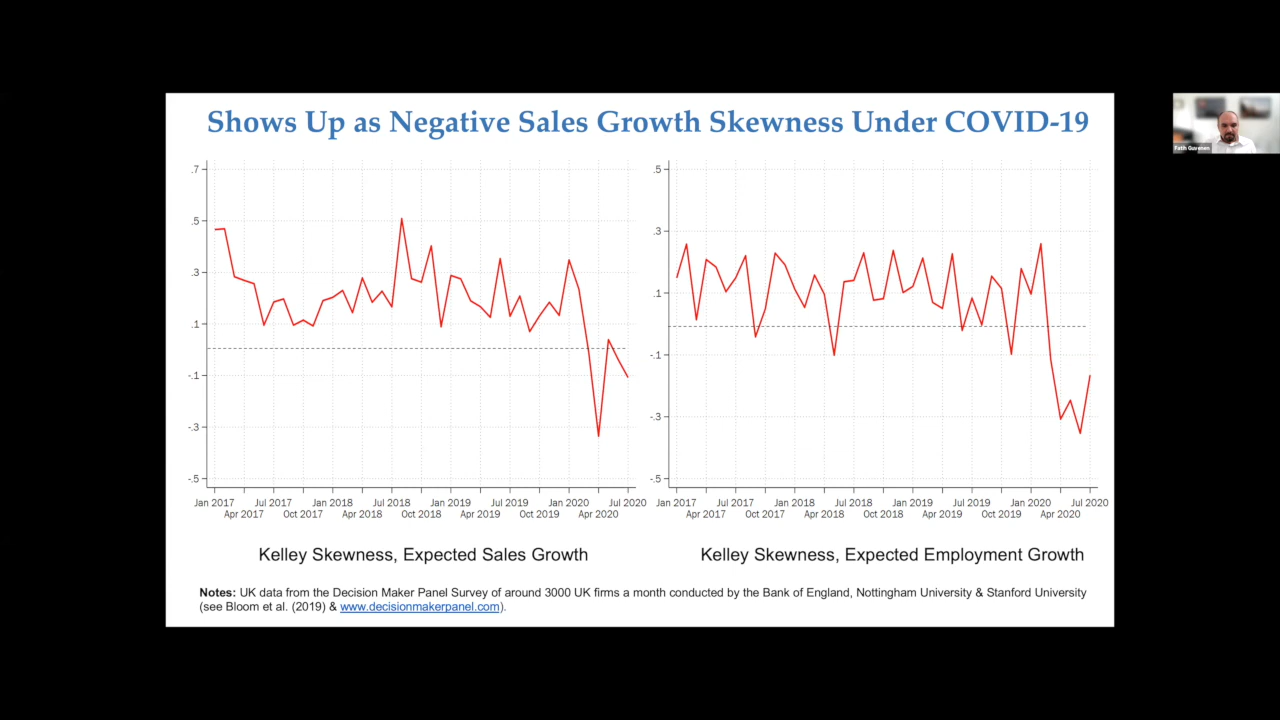 Shows Up as Negative Sales Growth Skewness Under COVID-19
.7
.5
.3
.1
-.1
-.3
-.5
Jan 2017 Jul 2017 Jan 2018 Jul 2018 Jan 2019 Jul 2019 Jan 2020 Jul 2020
Apr 2017 Oct 2017 Apr 2018 Oct 2018 Apr 2019 Oct 2019 Apr 2020
Kelley Skewness, Expected Sales Growth
.5
.3
.1
-.1
-.3
-.5
Jan 2017 Jul 2017 Jan 2018 Jul 2018 Jan 2019 Jul 2019 Jan 2020 Jul 2020
Apr 2017 Oct 2017 Apr 2018 Oct 2018 Apr 2019 Oct 2019 Apr 2020
Kelley Skewness, Expected Employment Growth
Notes: UK data from the Decision Maker Panel Survey of around 3000 UK firms a month conducted by the Bank of England, Nottingham University & Stanford University
(see Bloom et al. (2019) & www.decisionmakerpanel.com).
Fatih Guvenen